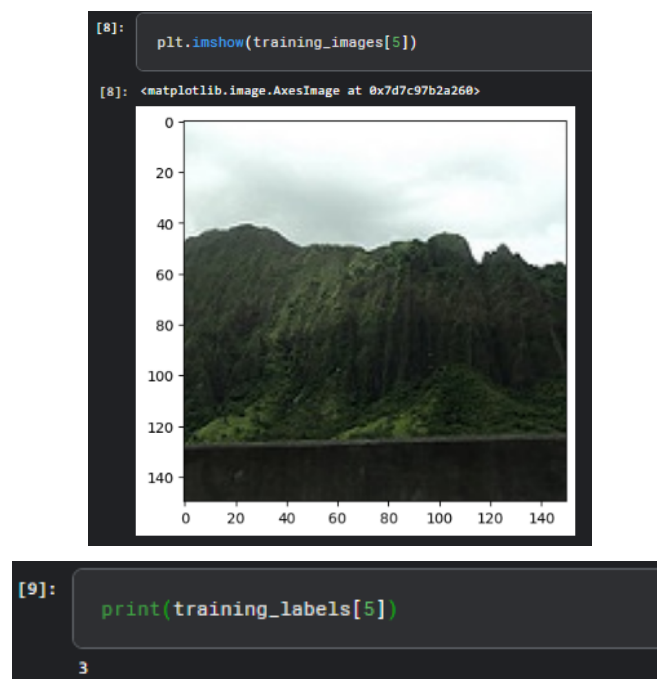 [8]:
plt.imshow(training_images[5])
[8]: <matplotlib.image.AxesImage at 0x7d7c97b2a260>
0
20
40
60
80
100
120
140
0 20 40 60 80 100 120 140
[9]:
print(training_labels[5])
3